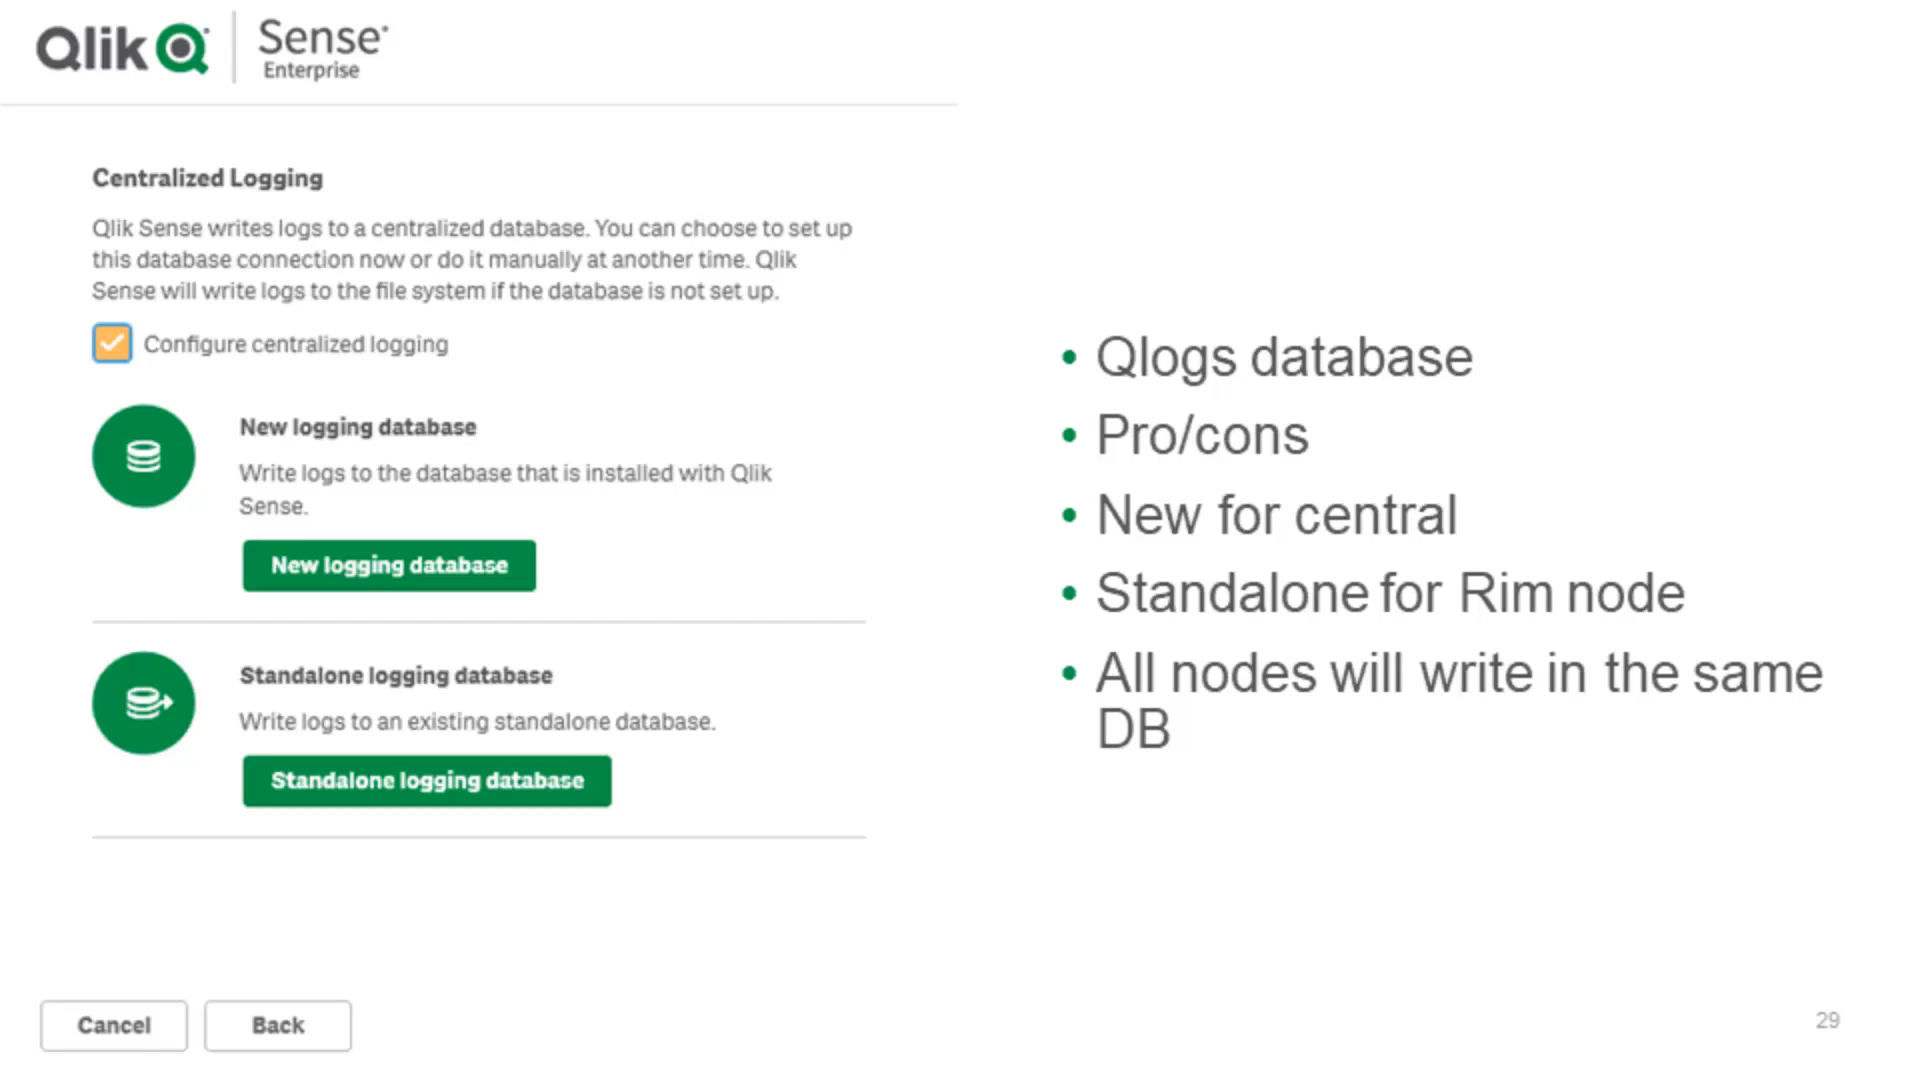 Qlik
Sense
Enterprise
Centralized Logging
Qlik Sense writes logs to a centralized database. You can choose to set up
this database connection now or do it manually at another time. Qlik
Sense will write logs to the file system if the database is not set up.
Configure centralized logging
New logging database
Write logs to the database that is installed with Qlik
Sense.
New logging database
Standalone logging database
Write logs to an existing standalone database.
Standalone logging database
Cancel
Back
• Qlogs database
• Pro/cons
• New for central
• Standalone for Rim node
• All nodes will write in the same
DB
29